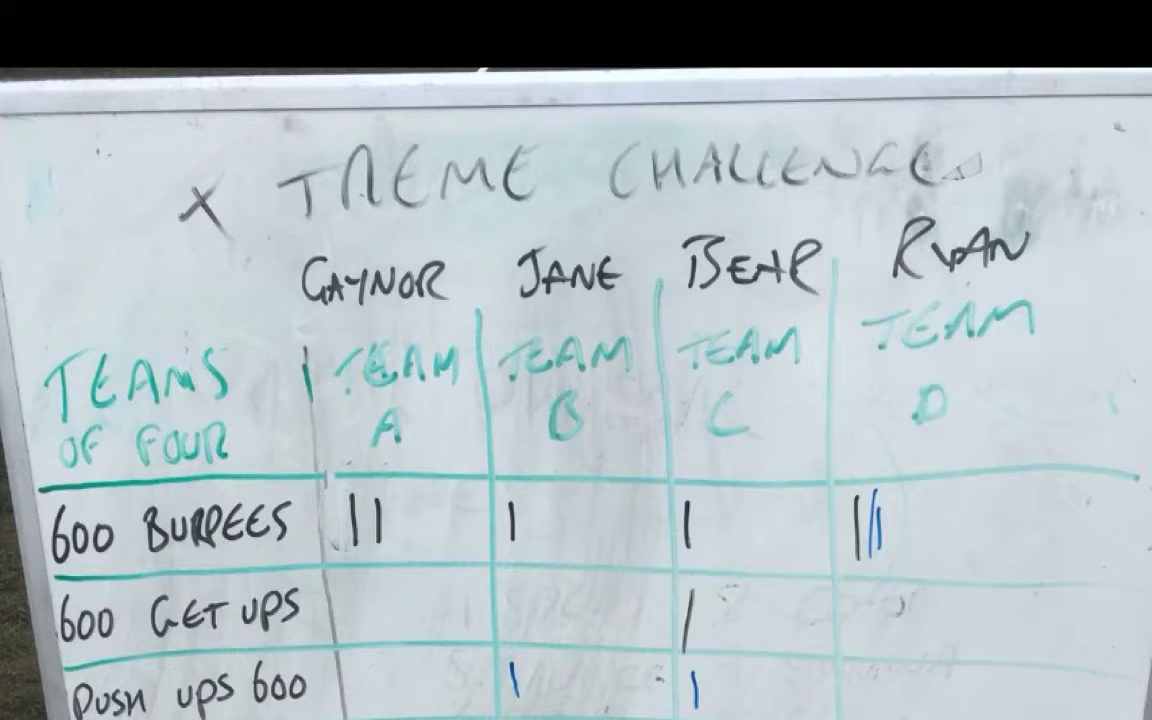 X TREME CHALLENGE
GAYNOR JANE BEAR RYAN
TEAMS OF FOUR TEAM A TEAM B TEAM C TEAM D
600 BURPEES || | | |||
600 GET UPS |
PUSH UPS 600 | |